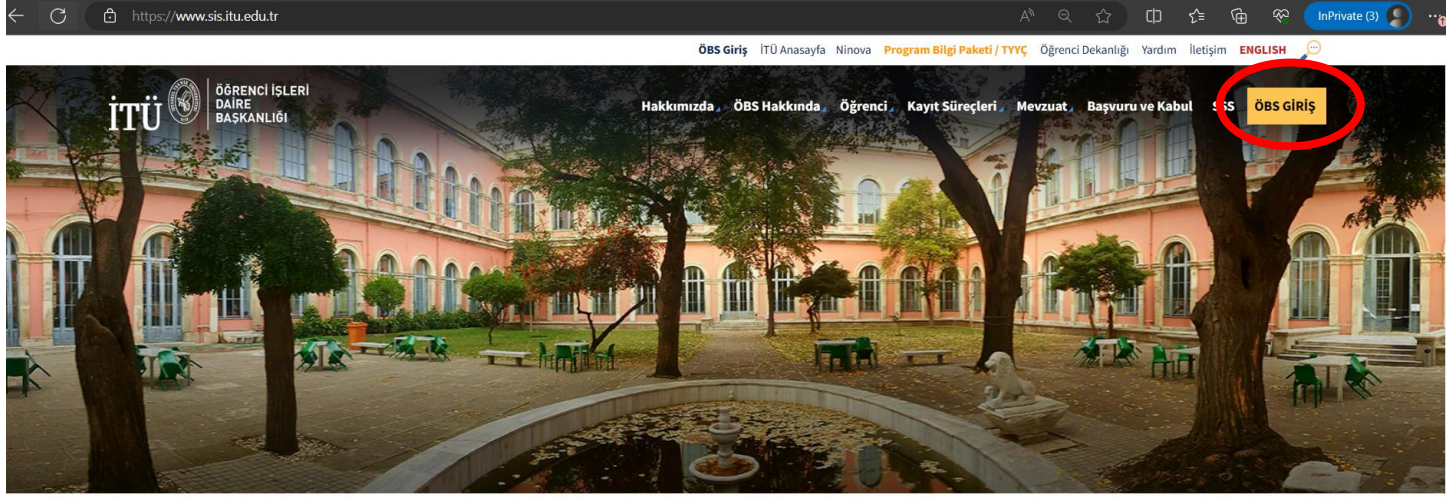 https://www.sis.itu.edu.tr
InPrivate (3)
ÖBS Giriş İTÜ Anasayfa Ninova Program Bilgi Paketi / TYYÇ Öğrenci Dekanlığı Yardım İletişim ENGLISH
İTÜ
ÖĞRENCİ İŞLERİ
DAİRE
BAŞKANLIĞI
Hakkımızda ÖBS Hakkında Öğrenci Kayıt Süreçleri Mevzuat Başvuru ve Kabul SSS ÖBS GİRİŞ